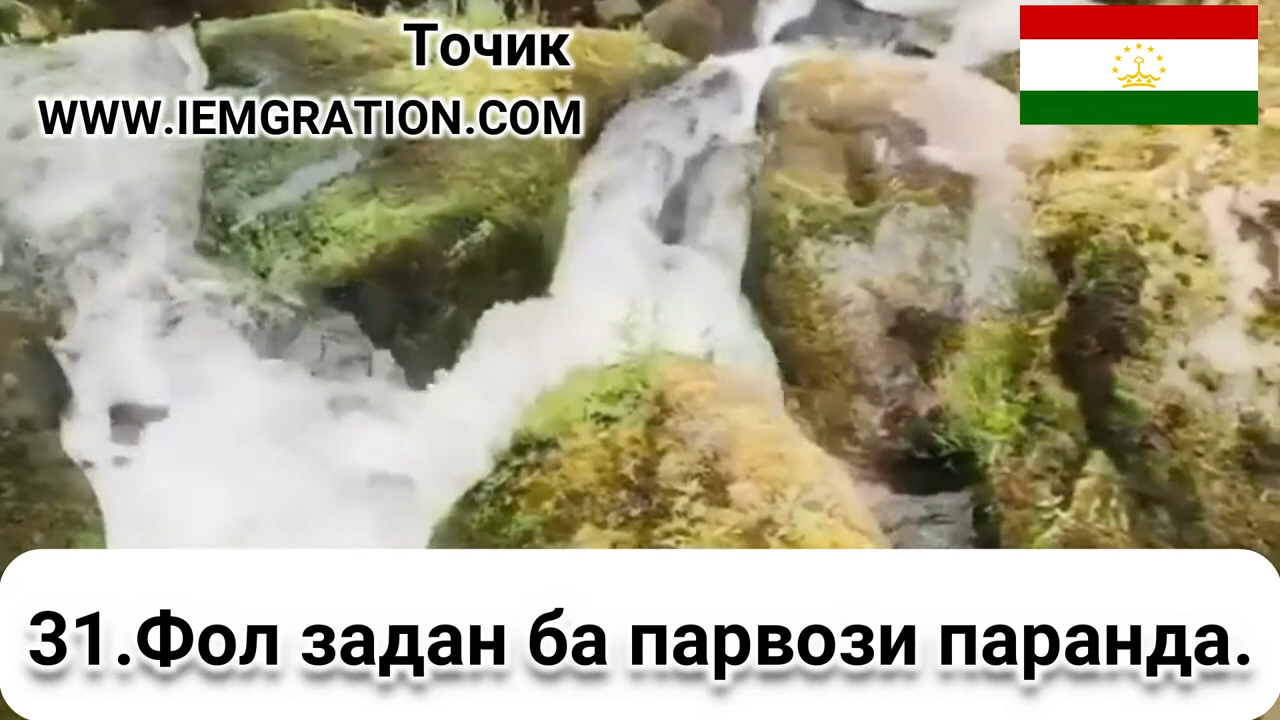 Точик
WWW.IEMGRATION.COM
31.Фол задан ба парвози паранда.